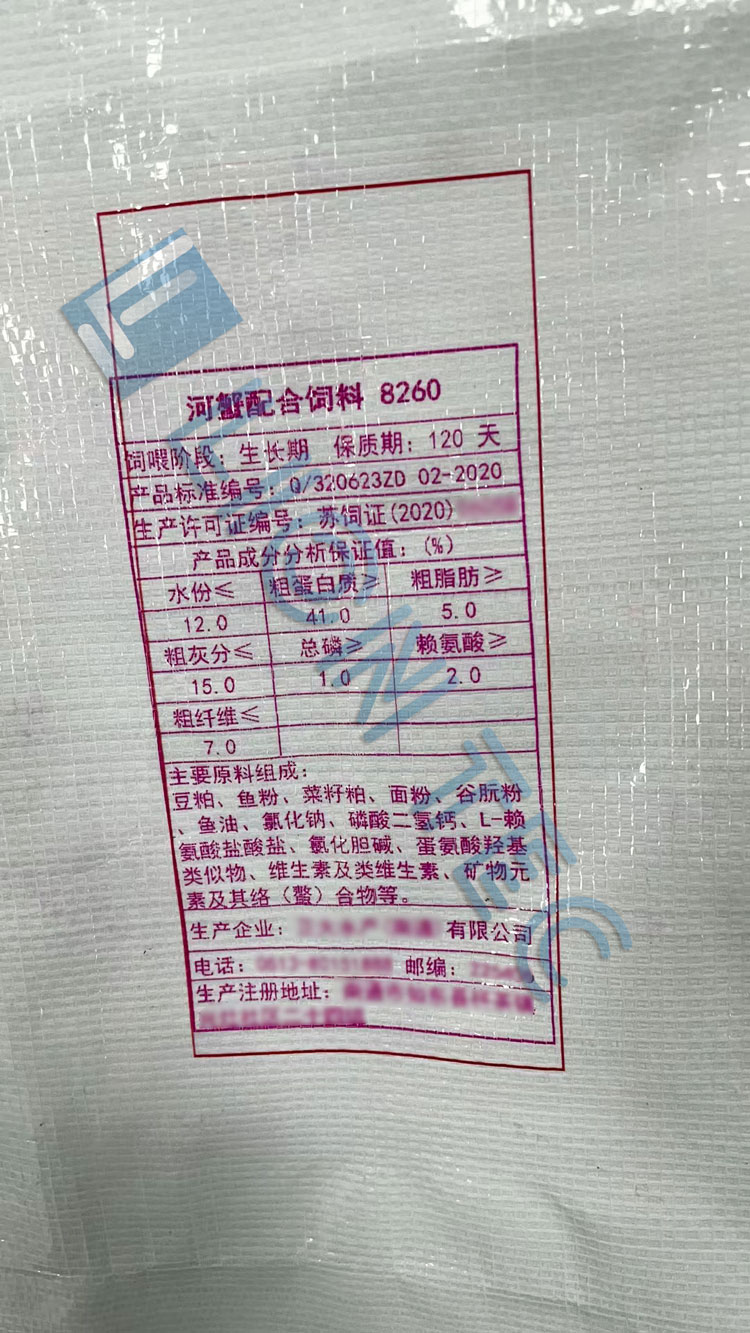 河蟹配合饲料 8260
饲喂阶段：生长期 保质期：120 天
产品标准编号：Q/320623ZD 02-2020
生产许可证编号：苏饲证(2020)
产品成分分析保证值：(%)
水份≤ 粗蛋白质≥ 粗脂肪≥
12.0 41.0 5.0
粗灰分≤ 总磷≥ 赖氨酸≥
15.0 1.0 2.0
粗纤维≤
7.0
主要原料组成：
豆粕、鱼粉、菜籽粕、面粉、谷朊粉
、鱼油、氯化钠、磷酸二氢钙、L-赖
氨酸盐酸盐、氯化胆碱、蛋氨酸羟基
类似物、维生素及类维生素、矿物元
素及其络（螯）合物等。
生产企业： 有限公司
电话： 邮编：
生产注册地址：